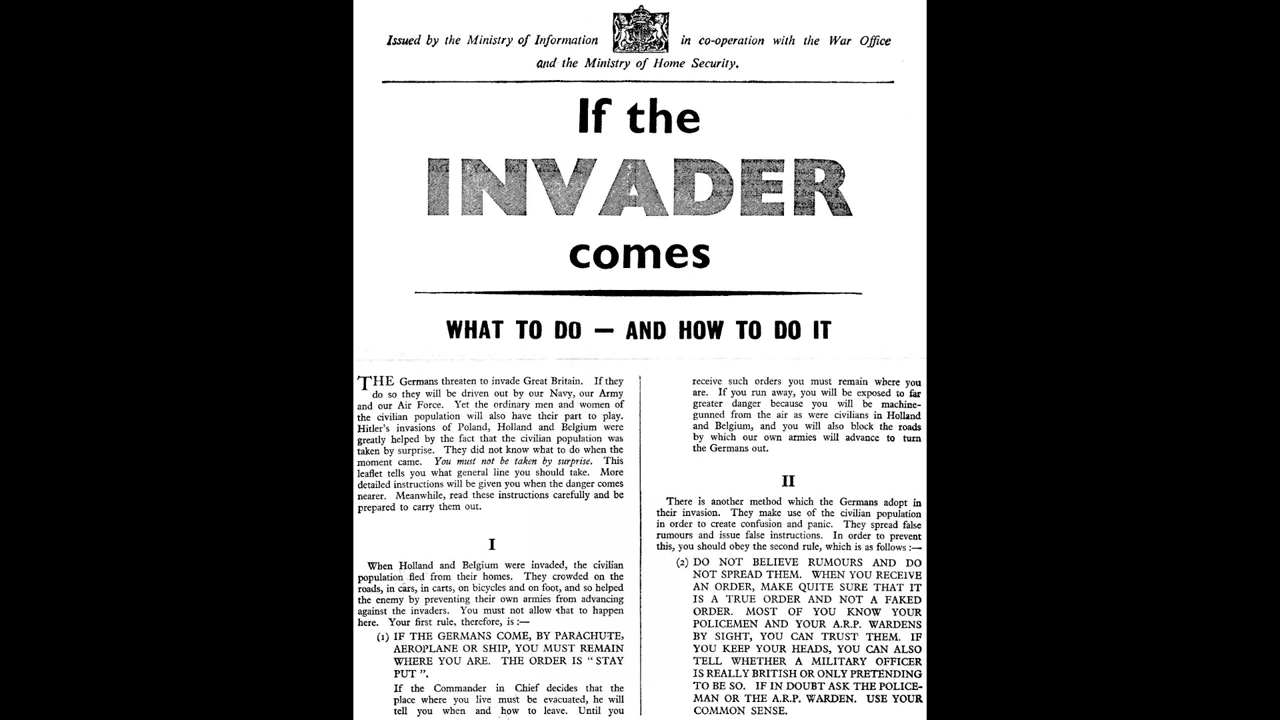 Issued by the Ministry of Information in co-operation with the War Office
and the Ministry of Home Security.
If the
INVADER
comes
WHAT TO DO — AND HOW TO DO IT
THE Germans threaten to invade Great Britain. If they
do so they will be driven out by our Navy, our Army
and our Air Force. Yet the ordinary men and women of
the civilian population will also have their part to play.
Hitler's invasions of Poland, Holland and Belgium were
greatly helped by the fact that the civilian population was
taken by surprise. They did not know what to do when the
moment came. You must not be taken by surprise. This
leaflet tells you what general line you should take. More
detailed instructions will be given you when the danger comes
nearer. Meanwhile, read these instructions carefully and be
prepared to carry them out.
I
When Holland and Belgium were invaded, the civilian
population fled from their homes. They crowded on the
roads, in cars, in carts, on bicycles and on foot, and so helped
the enemy by preventing their own armies from advancing
against the invaders. You must not allow that to happen
here. Your first rule, therefore, is :—
(1) IF THE GERMANS COME, BY PARACHUTE,
AEROPLANE OR SHIP, YOU MUST REMAIN
WHERE YOU ARE. THE ORDER IS " STAY
PUT ".
If the Commander in Chief decides that the
place where you live must be evacuated, he will
tell you when and how to leave. Until you
receive such orders you must remain where you
are. If you run away, you will be exposed to far
greater danger because you will be machine-
gunned from the air as were civilians in Holland
and Belgium, and you will also block the roads
by which our own armies will advance to turn
the Germans out.
II
There is another method which the Germans adopt in
their invasion. They make use of the civilian population
in order to create confusion and panic. They spread false
rumours and issue false instructions. In order to prevent
this, you should obey the second rule, which is as follows :—
(2) DO NOT BELIEVE RUMOURS AND DO
NOT SPREAD THEM. WHEN YOU RECEIVE
AN ORDER, MAKE QUITE SURE THAT IT
IS A TRUE ORDER AND NOT A FAKED
ORDER. MOST OF YOU KNOW YOUR
POLICEMEN AND YOUR A.R.P. WARDENS
BY SIGHT, YOU CAN TRUST THEM. IF
YOU KEEP YOUR HEADS, YOU CAN ALSO
TELL WHETHER A MILITARY OFFICER
IS REALLY BRITISH OR ONLY PRETENDING
TO BE SO. IF IN DOUBT ASK THE POLICE-
MAN OR THE A.R.P. WARDEN. USE YOUR
COMMON SENSE.